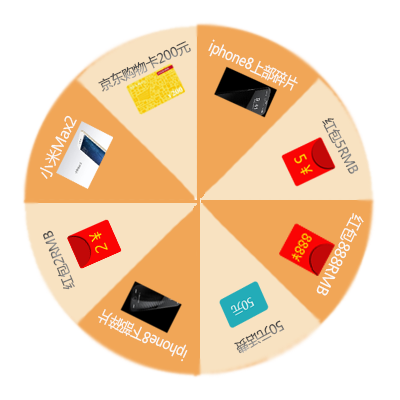 iphone8上部碎片
红包5RMB
5¥
红包888RMB
888¥
50元话费
50元
iphone8下部碎片
红包2RMB
2¥
小米Max2
京东购物卡200元